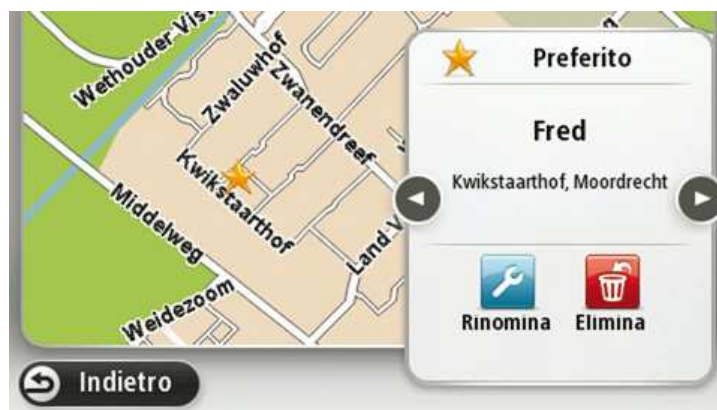 Wethouder Vis
Zwaluwhof
Zwanendreef
Kwikstaarthof
Middelweg
Land-V
Weidezoom
Preferito
Fred
Kwikstaarthof, Moordrecht
Rinomina
Elimina
Indietro